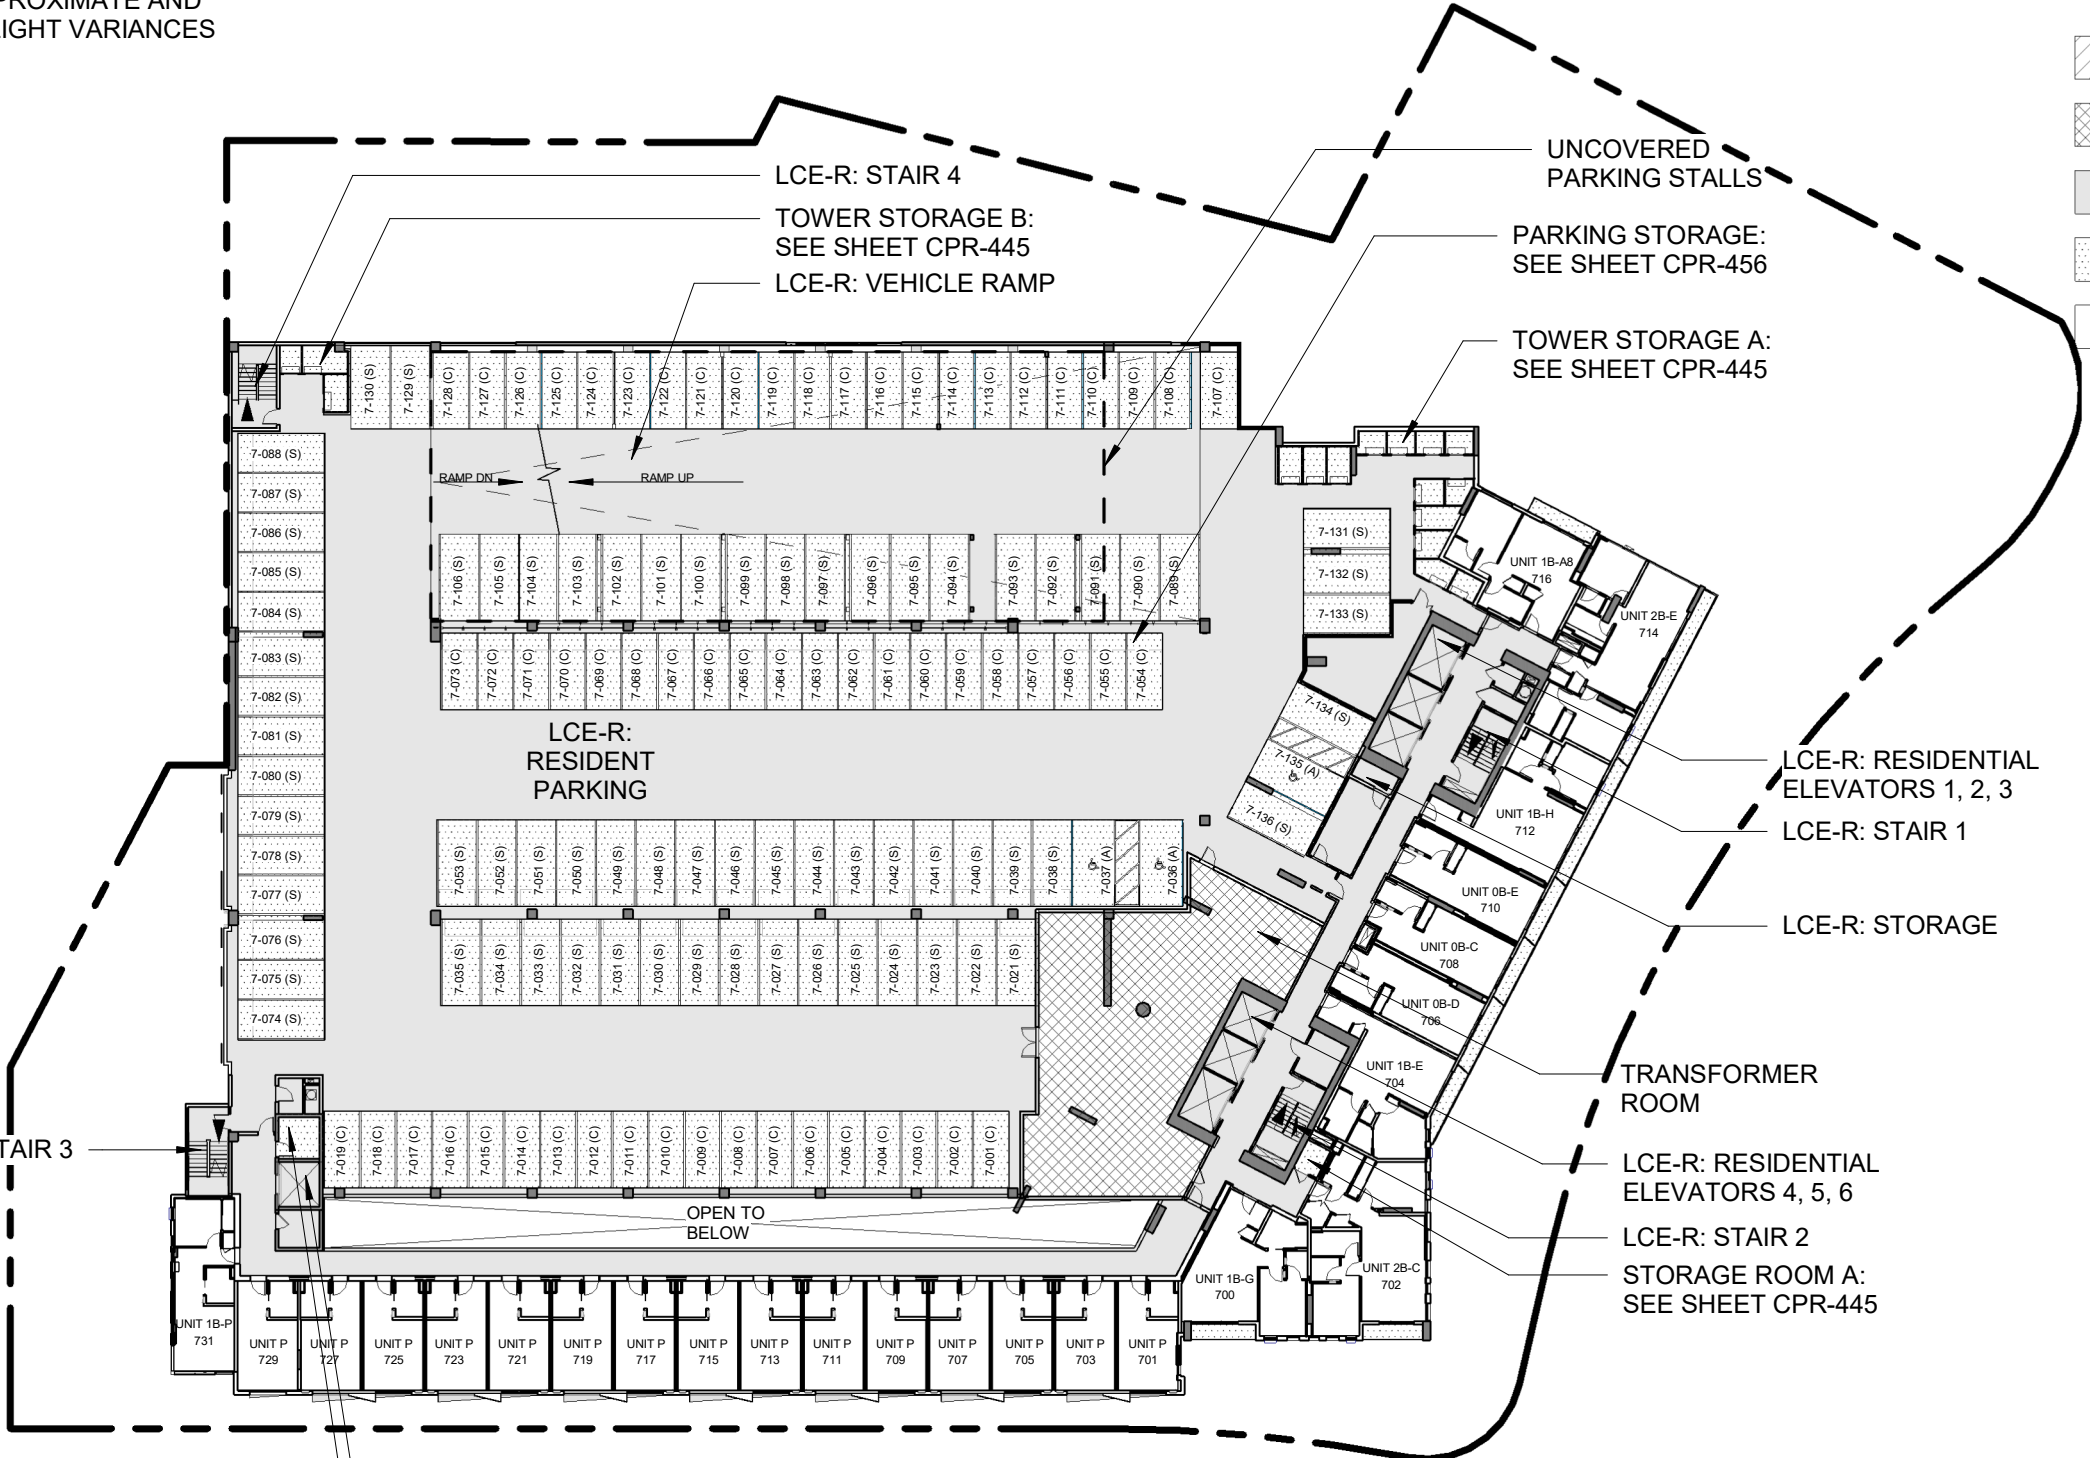 PROXIMATE AND
IGHT VARIANCES
LCE-R: STAIR 4
TOWER STORAGE B:
SEE SHEET CPR-445
LCE-R: VEHICLE RAMP
UNCOVERED
PARKING STALLS
PARKING STORAGE:
SEE SHEET CPR-456
TOWER STORAGE A:
SEE SHEET CPR-445
7-130 (S)
7-129 (S)
7-128 (C)
7-127 (C)
7-126 (C)
7-125 (C)
7-124 (C)
7-123 (C)
7-122 (C)
7-121 (C)
7-120 (C)
7-119 (C)
7-118 (C)
7-117 (C)
7-116 (C)
7-115 (C)
7-114 (C)
7-113 (C)
7-112 (C)
7-111 (C)
7-110 (C)
7-109 (C)
7-108 (C)
7-107 (C)
7-088 (S)
7-087 (S)
7-086 (S)
7-085 (S)
7-084 (S)
7-083 (S)
7-082 (S)
7-081 (S)
7-080 (S)
7-079 (S)
7-078 (S)
7-077 (S)
7-076 (S)
7-075 (S)
7-074 (S)
RAMP DN
RAMP UP
7-106 (S)
7-105 (S)
7-104 (S)
7-103 (S)
7-102 (S)
7-101 (S)
7-100 (S)
7-099 (S)
7-098 (S)
7-097 (S)
7-096 (S)
7-095 (S)
7-094 (S)
7-093 (S)
7-092 (S)
7-091 (S)
7-090 (S)
7-089 (S)
7-131 (S)
7-132 (S)
7-133 (S)
7-073 (C)
7-072 (C)
7-071 (C)
7-070 (C)
7-069 (C)
7-068 (C)
7-067 (C)
7-066 (C)
7-065 (C)
7-064 (C)
7-063 (C)
7-062 (C)
7-061 (C)
7-060 (C)
7-059 (C)
7-058 (C)
7-057 (C)
7-056 (C)
7-055 (C)
7-054 (C)
LCE-R:
RESIDENT
PARKING
7-134 (S)
7-135 (A)
7-136 (S)
7-053 (S)
7-052 (S)
7-051 (S)
7-050 (S)
7-049 (S)
7-048 (S)
7-047 (S)
7-046 (S)
7-045 (S)
7-044 (S)
7-043 (S)
7-042 (S)
7-041 (S)
7-040 (S)
7-039 (S)
7-038 (S)
7-037 (A)
7-036 (A)
7-035 (S)
7-034 (S)
7-033 (S)
7-032 (S)
7-031 (S)
7-030 (S)
7-029 (S)
7-028 (S)
7-027 (S)
7-026 (S)
7-025 (S)
7-024 (S)
7-023 (S)
7-022 (S)
7-021 (S)
7-019 (C)
7-018 (C)
7-017 (C)
7-016 (C)
7-015 (C)
7-014 (C)
7-013 (C)
7-012 (C)
7-011 (C)
7-010 (C)
7-009 (C)
7-008 (C)
7-007 (C)
7-006 (C)
7-005 (C)
7-004 (C)
7-003 (C)
7-002 (C)
7-001 (C)
UNIT 1B-A8
716
UNIT 2B-E
714
UNIT 1B-H
712
UNIT 0B-E
710
UNIT 0B-C
708
UNIT 0B-D
706
UNIT 1B-E
704
UNIT 2B-C
702
UNIT 1B-G
700
LCE-R: RESIDENTIAL
ELEVATORS 1, 2, 3
LCE-R: STAIR 1
LCE-R: STORAGE
TRANSFORMER
ROOM
LCE-R: RESIDENTIAL
ELEVATORS 4, 5, 6
LCE-R: STAIR 2
STORAGE ROOM A:
SEE SHEET CPR-445
TAIR 3
OPEN TO
BELOW
UNIT 1B-P
731
UNIT P
729
UNIT P
727
UNIT P
725
UNIT P
723
UNIT P
721
UNIT P
719
UNIT P
717
UNIT P
715
UNIT P
713
UNIT P
711
UNIT P
709
UNIT P
707
UNIT P
705
UNIT P
703
UNIT P
701